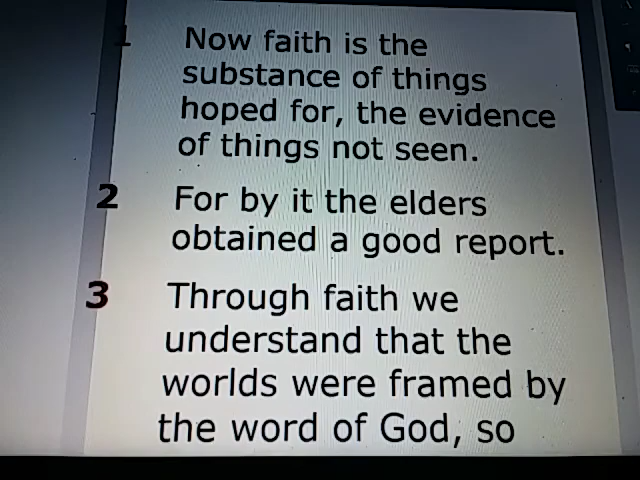 1 Now faith is the
substance of things
hoped for, the evidence
of things not seen.
2 For by it the elders
obtained a good report.
3 Through faith we
understand that the
worlds were framed by
the word of God, so